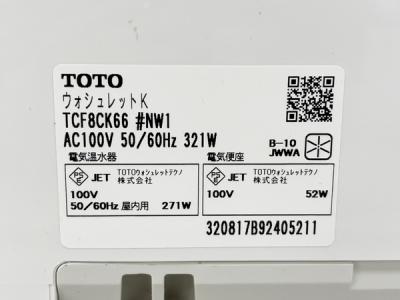 TOTO
ウォシュレットK
TCF8CK66 #NW1
AC100V 50/60Hz 321W
B-10
JWWA
電気温水器
電気便座
PSE JET TOTOウォシュレットテクノ
株式会社
100V
50/60Hz 屋内用 271W
PSE JET TOTOウォシュレットテクノ
株式会社
100V 52W
320817B92405211